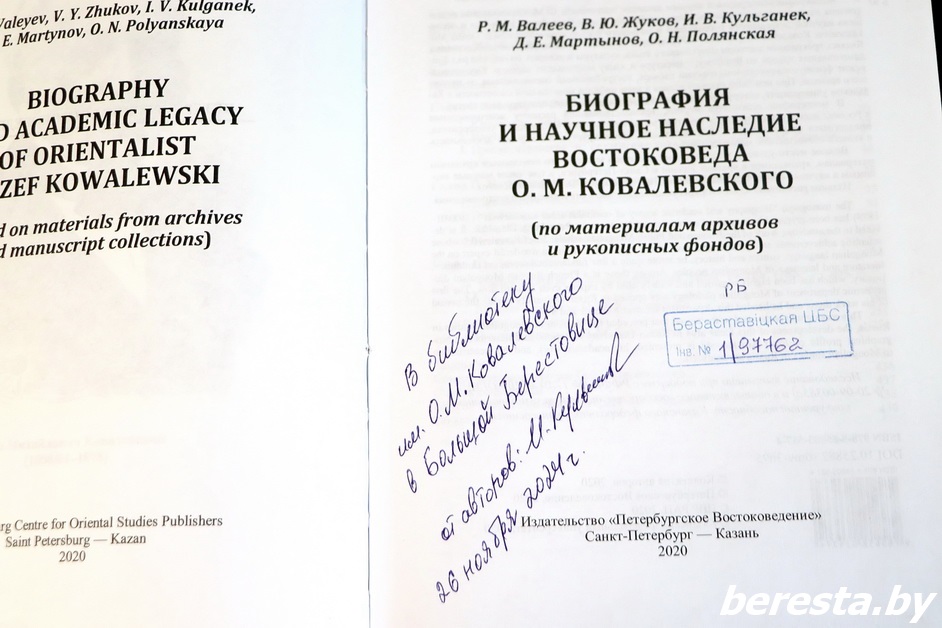 Valeyev, V. Y. Zhukov, I. V. Kulganek,
E. Martynov, O. N. Polyanskaya
BIOGRAPHY
ACADEMIC LEGACY
OF ORIENTALIST
ZEF KOWALEWSKI
on materials from archives
manuscript collections)
rg Centre for Oriental Studies Publishers
Saint Petersburg — Kazan
2020
Р. М. Валеев, В. Ю. Жуков, И. В. Кульганек,
Д. Е. Мартынов, О. Н. Полянская
БИОГРАФИЯ
И НАУЧНОЕ НАСЛЕДИЕ
ВОСТОКОВЕДА
О. М. КОВАЛЕВСКОГО
(по материалам архивов
и рукописных фондов)
РБ
Бераставіцкая ЦБС
Інв. № 1/97762
В библиотеку
им. О.М. Ковалевского
в Большой Берестовице
от авторов:
26 ноября 2024 г.
Издательство «Петербургское Востоковедение»
Санкт-Петербург — Казань
2020
beresta.by